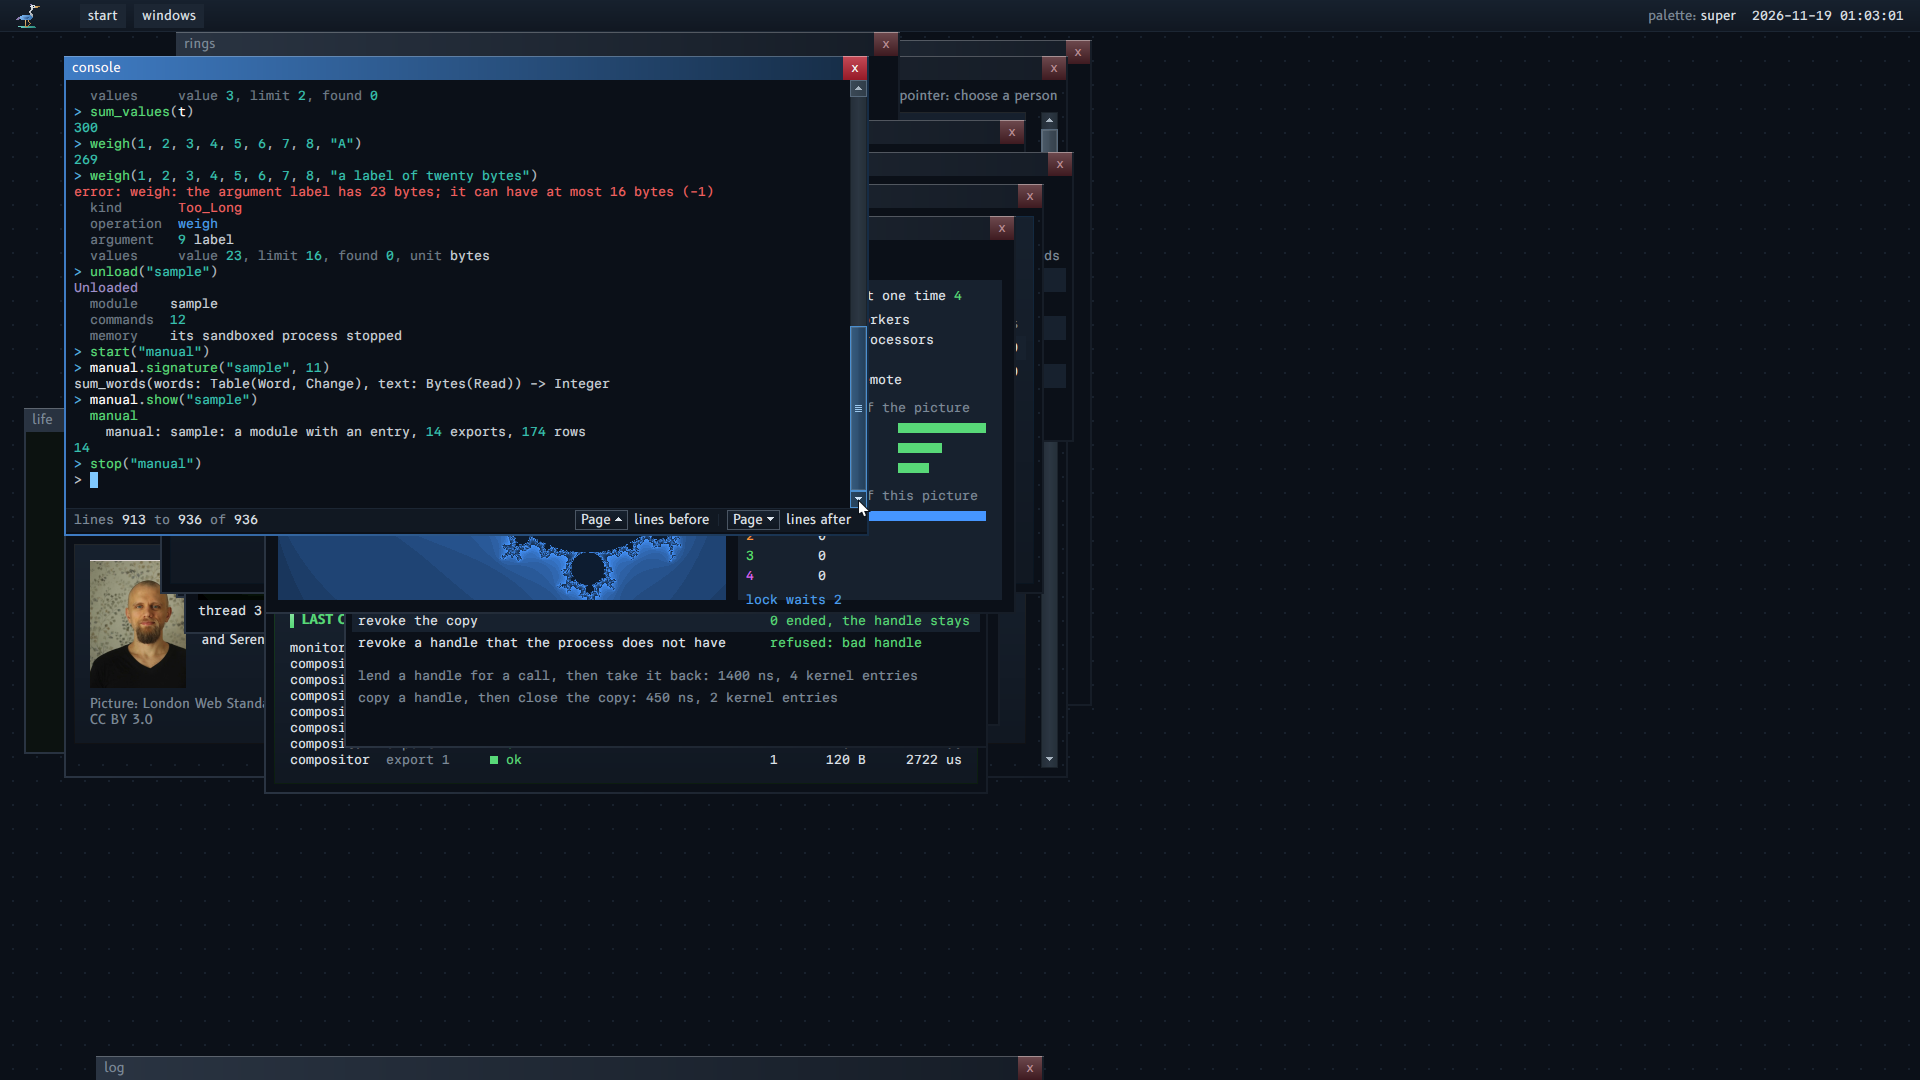 start windows palette: super 2026-11-19 01:03:01
rings x
x
console x
x
values value 3, limit 2, found 0
pointer: choose a person
> sum_values(t)
300
> weigh(1, 2, 3, 4, 5, 6, 7, 8, "A")
269
> weigh(1, 2, 3, 4, 5, 6, 7, 8, "a label of twenty bytes")
error: weigh: the argument label has 23 bytes; it can have at most 16 bytes (-1)
kind Too_Long
operation weigh
argument 9 label
values value 23, limit 16, found 0, unit bytes
> unload("sample")
Unloaded
module sample
commands 12
memory its sandboxed process stopped
> start("manual")
> manual.signature("sample", 11)
sum_words(words: Table(Word, Change), text: Bytes(Read)) -> Integer
> manual.show("sample")
manual
manual: sample: a module with an entry, 14 exports, 174 rows
14
> stop("manual")
>
lines 913 to 936 of 936 Page lines before Page lines after
x
x
x
x
ds
t one time 4
rkers
ocessors
mote
f the picture
f this picture
life
2 0
3 0
4 0
lock waits 2
thread 3
and Seren
Picture: London Web Standa
CC BY 3.0
LAST C
revoke the copy 0 ended, the handle stays
revoke a handle that the process does not have refused: bad handle
lend a handle for a call, then take it back: 1400 ns, 4 kernel entries
copy a handle, then close the copy: 450 ns, 2 kernel entries
monitor
composi
composi
composi
composi
composi
composi
compositor export 1 ok 1 120 B 2722 us
log x